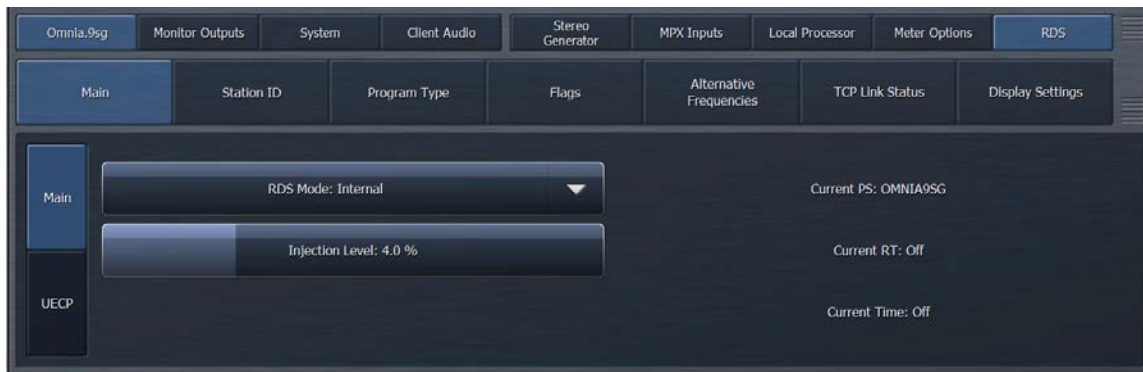 Omnia.9sg
Monitor Outputs
System
Client Audio
Stereo
Generator
MPX Inputs
Local Processor
Meter Options
RDS
Main
Station ID
Program Type
Flags
Alternative
Frequencies
TCP Link Status
Display Settings
Main
RDS Mode: Internal
Current PS: OMNIA9SG
Injection Level: 4.0 %
Current RT: Off
UECP
Current Time: Off